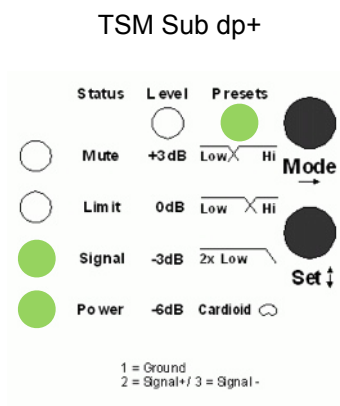 TSM Sub dp+
Status Level Presets
Mute +3dB Low Hi
Mode
Limit 0dB Low Hi
Signal -3dB 2x Low
Set
Power -6dB Cardioid
1 = Ground
2 = Signal+/ 3 = Signal -